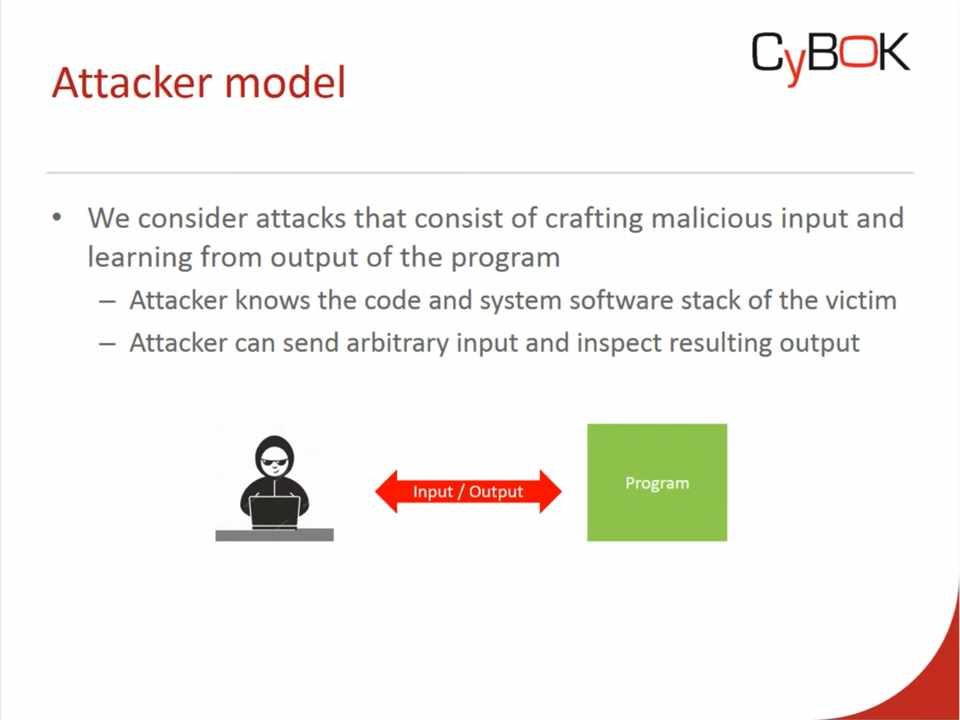 CyBOK
Attacker model
• We consider attacks that consist of crafting malicious input and
learning from output of the program
– Attacker knows the code and system software stack of the victim
– Attacker can send arbitrary input and inspect resulting output
Input / Output
Program